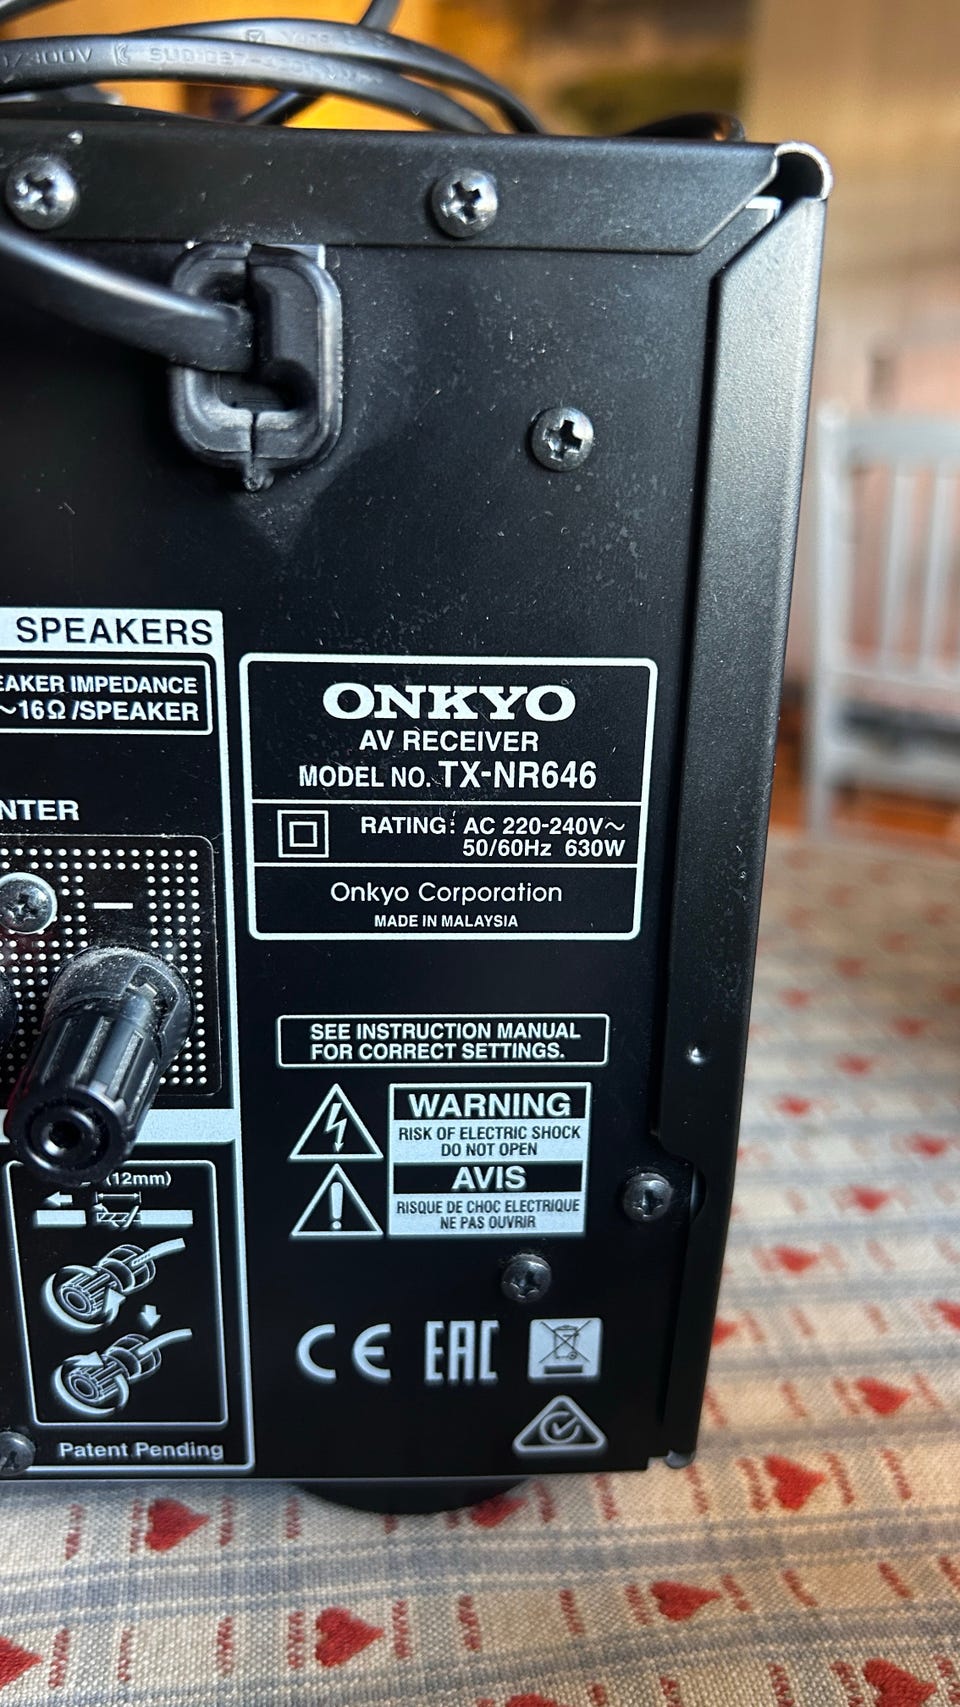 /300V
SPEAKERS
EAKER IMPEDANCE
~16Ω /SPEAKER
NTER
ONKYO
AV RECEIVER
MODEL NO. TX-NR646
RATING: AC 220-240V~
50/60Hz 630W
Onkyo Corporation
MADE IN MALAYSIA
SEE INSTRUCTION MANUAL
FOR CORRECT SETTINGS.
WARNING
RISK OF ELECTRIC SHOCK
DO NOT OPEN
AVIS
RISQUE DE CHOC ELECTRIQUE
NE PAS OUVRIR
(12mm)
CE EAC
Patent Pending